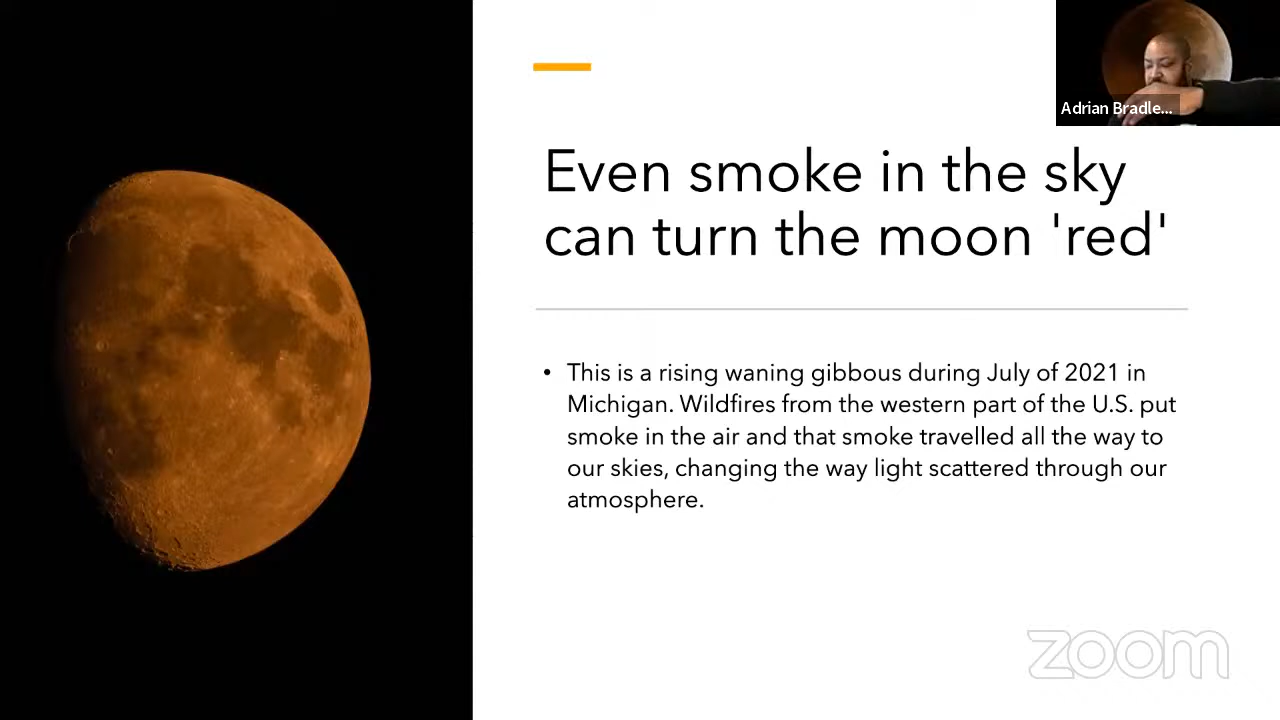 Adrian Bradle...
Even smoke in the sky
can turn the moon 'red'
• This is a rising waning gibbous during July of 2021 in
Michigan. Wildfires from the western part of the U.S. put
smoke in the air and that smoke travelled all the way to
our skies, changing the way light scattered through our
atmosphere.
zoom